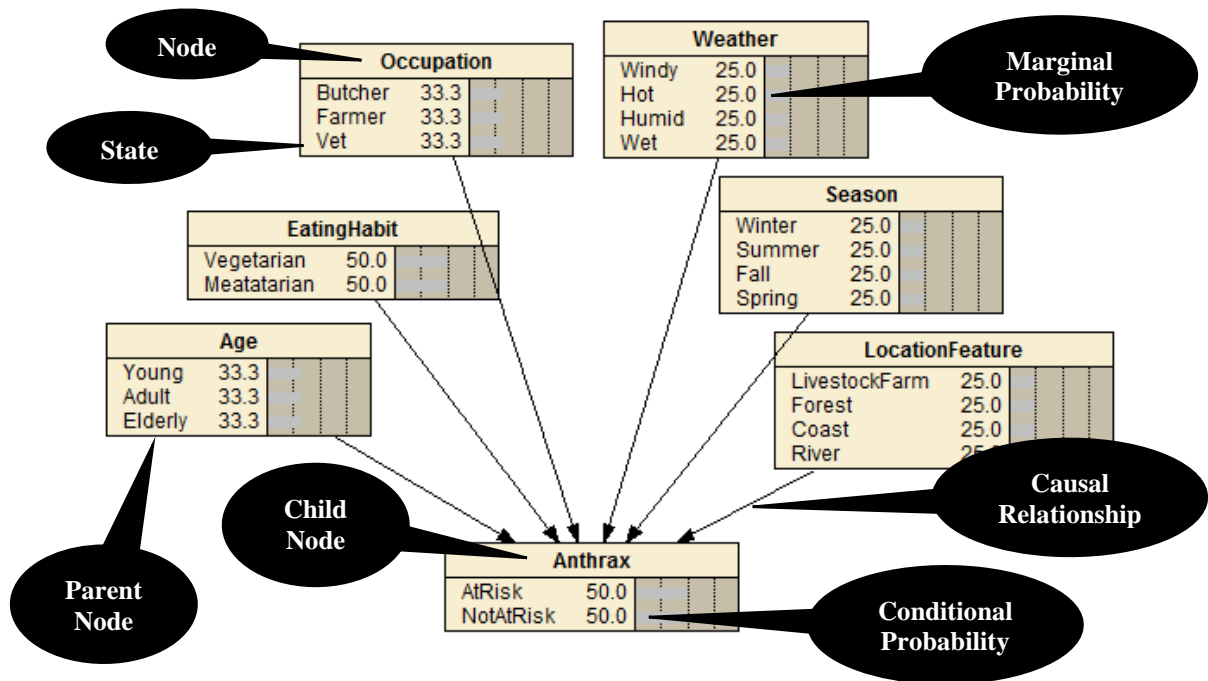 Node
Occupation
Butcher 33.3
Farmer 33.3
Vet 33.3
State
Weather
Windy 25.0
Hot 25.0
Humid 25.0
Wet 25.0
Marginal
Probability
EatingHabit
Vegetarian 50.0
Meatatarian 50.0
Season
Winter 25.0
Summer 25.0
Fall 25.0
Spring 25.0
Age
Young 33.3
Adult 33.3
Elderly 33.3
LocationFeature
LivestockFarm 25.0
Forest 25.0
Coast 25.0
River
Causal
Relationship
Child
Node
Parent
Node
Anthrax
AtRisk 50.0
NotAtRisk 50.0
Conditional
Probability